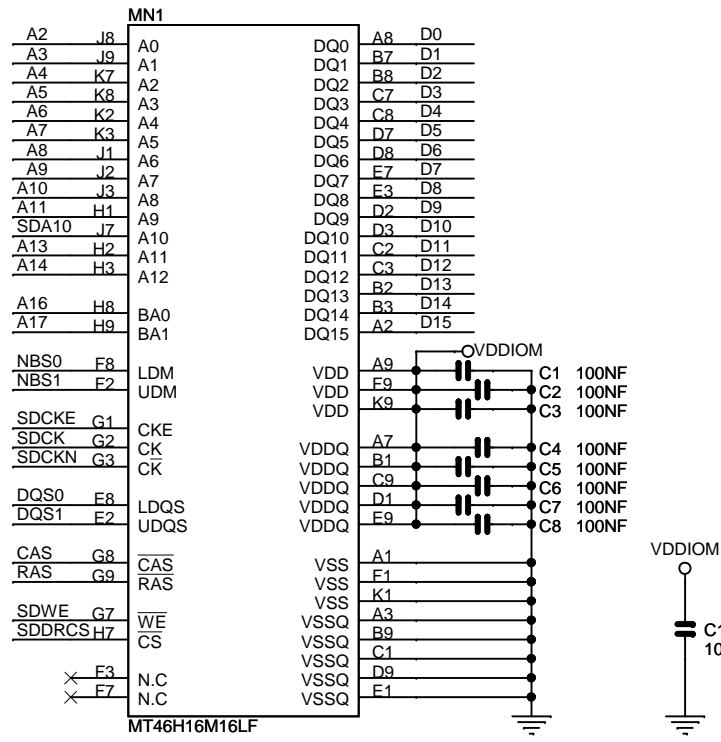 MN1
A2 J8 A0 DQ0 A8 D0
A3 J9 A1 DQ1 B7 D1
A4 K7 A2 DQ2 B8 D2
A5 K8 A3 DQ3 C7 D3
A6 K2 A4 DQ4 C8 D4
A7 K3 A5 DQ5 D7 D5
A8 J1 A6 DQ6 D8 D6
A9 J2 A7 DQ7 E7 D7
A10 J3 A8 DQ8 E3 D8
A11 H1 A9 DQ9 D2 D9
SDA10 J7 A10 DQ10 D3 D10
A13 H2 A11 DQ11 C2 D11
A14 H3 A12 DQ12 C3 D12
DQ13 B2 D13
A16 H8 BA0 DQ14 B3 D14
A17 H9 BA1 DQ15 A2 D15
VDDIOM
NBS0 F8 LDM VDD A9 C1 100NF
NBS1 F2 UDM VDD F9 C2 100NF
VDD K9 C3 100NF
SDCKE G1 CKE
SDCK G2 CK VDDQ A7 C4 100NF
SDCKN G3 CK VDDQ B1 C5 100NF
VDDQ C9 C6 100NF
DQS0 E8 LDQS VDDQ D1 C7 100NF
DQS1 E2 UDQS VDDQ E9 C8 100NF
VDDIOM
CAS G8 CAS VSS A1
RAS G9 RAS VSS F1
VSS K1
SDWE G7 WE VSSQ A3
SDDRCS H7 CS VSSQ B9
C1
10
VSSQ C1
F3 N.C VSSQ D9
F7 N.C VSSQ E1
MT46H16M16LF